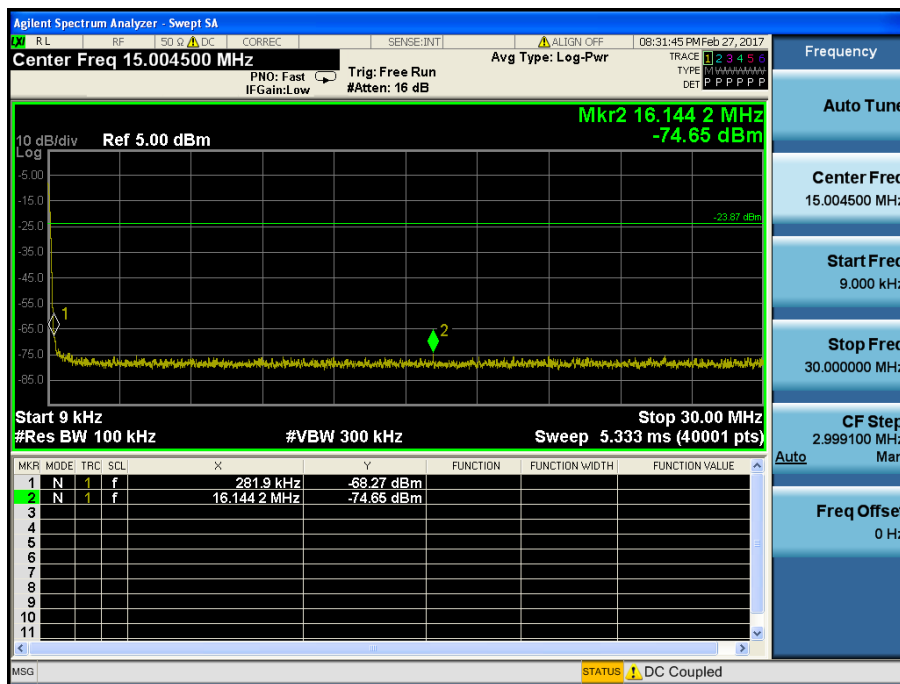 Agilent Spectrum Analyzer - Swept SA
LXI RL RF 50 Ω DC CORREC SENSE:INT ALIGN OFF 08:31:45 PM Feb 27, 2017
Center Freq 15.004500 MHz
PNO: Fast
IFGain:Low
Trig: Free Run
#Atten: 16 dB
Avg Type: Log-Pwr
TRACE 1 2 3 4 5 6
TYPE M WWWWW
DET P P P P P P
Mkr2 16.144 2 MHz
-74.65 dBm
10 dB/div Ref 5.00 dBm
Log
-5.00
-15.0
-23.87 dBm
-25.0
-35.0
-45.0
-55.0
1
-65.0
2
-75.0
-85.0
Start 9 kHz Stop 30.00 MHz
#Res BW 100 kHz #VBW 300 kHz Sweep 5.333 ms (40001 pts)
MKR MODE TRC SCL X Y FUNCTION FUNCTION WIDTH FUNCTION VALUE
1 N 1 f 281.9 kHz -68.27 dBm
2 N 1 f 16.144 2 MHz -74.65 dBm
3
4
5
6
7
8
9
10
11
MSG STATUS DC Coupled
Frequency
Auto Tune
Center Freq
15.004500 MHz
Start Freq
9.000 kHz
Stop Freq
30.000000 MHz
CF Step
2.999100 MHz
Auto Man
Freq Offset
0 Hz